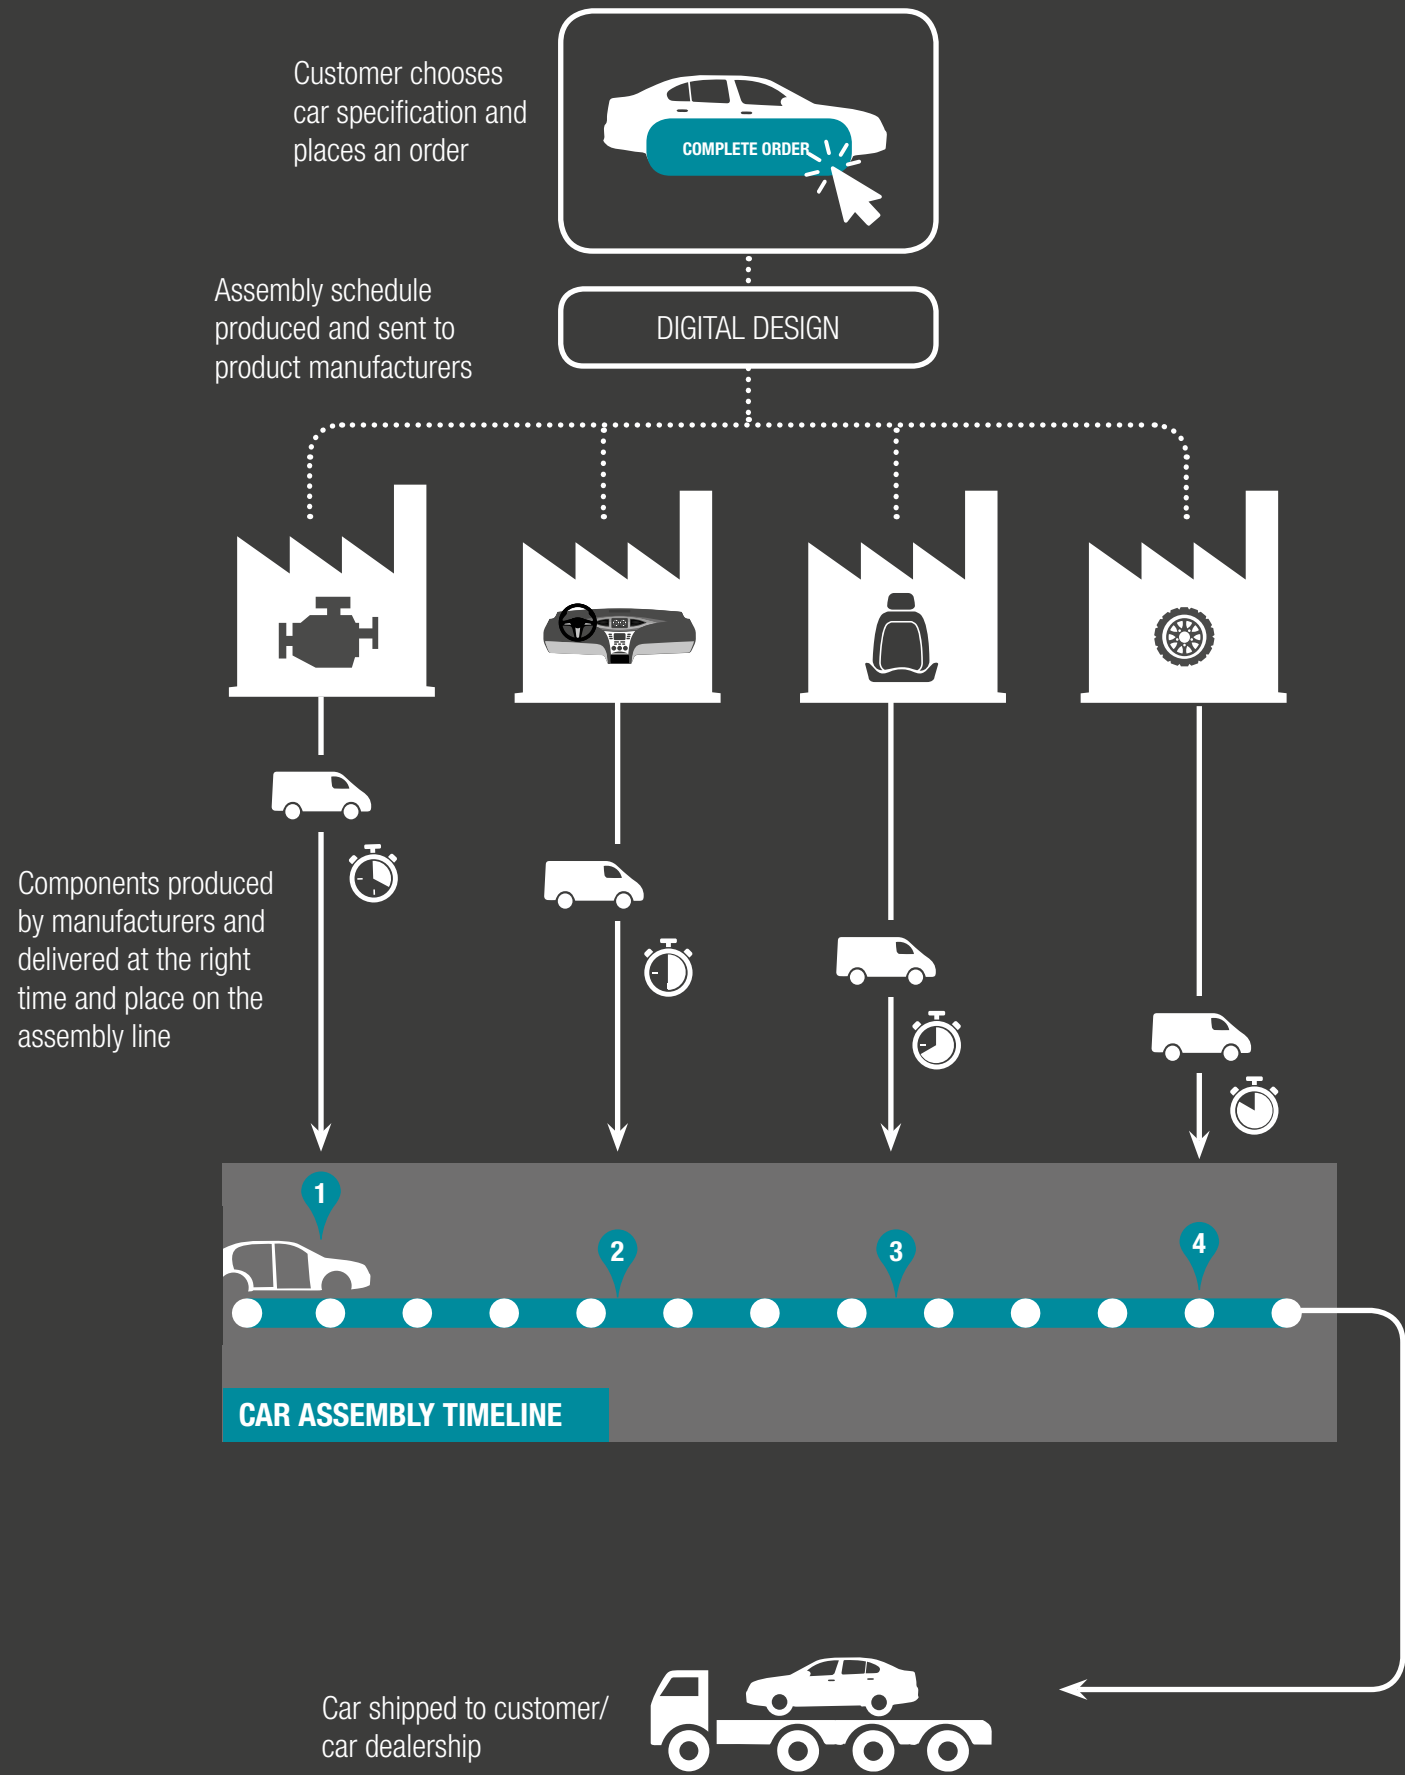 Customer chooses
car specification and
places an order
COMPLETE ORDER
Assembly schedule
produced and sent to
product manufacturers
DIGITAL DESIGN
Components produced
by manufacturers and
delivered at the right
time and place on the
assembly line
1
2
3
4
CAR ASSEMBLY TIMELINE
Car shipped to customer/
car dealership